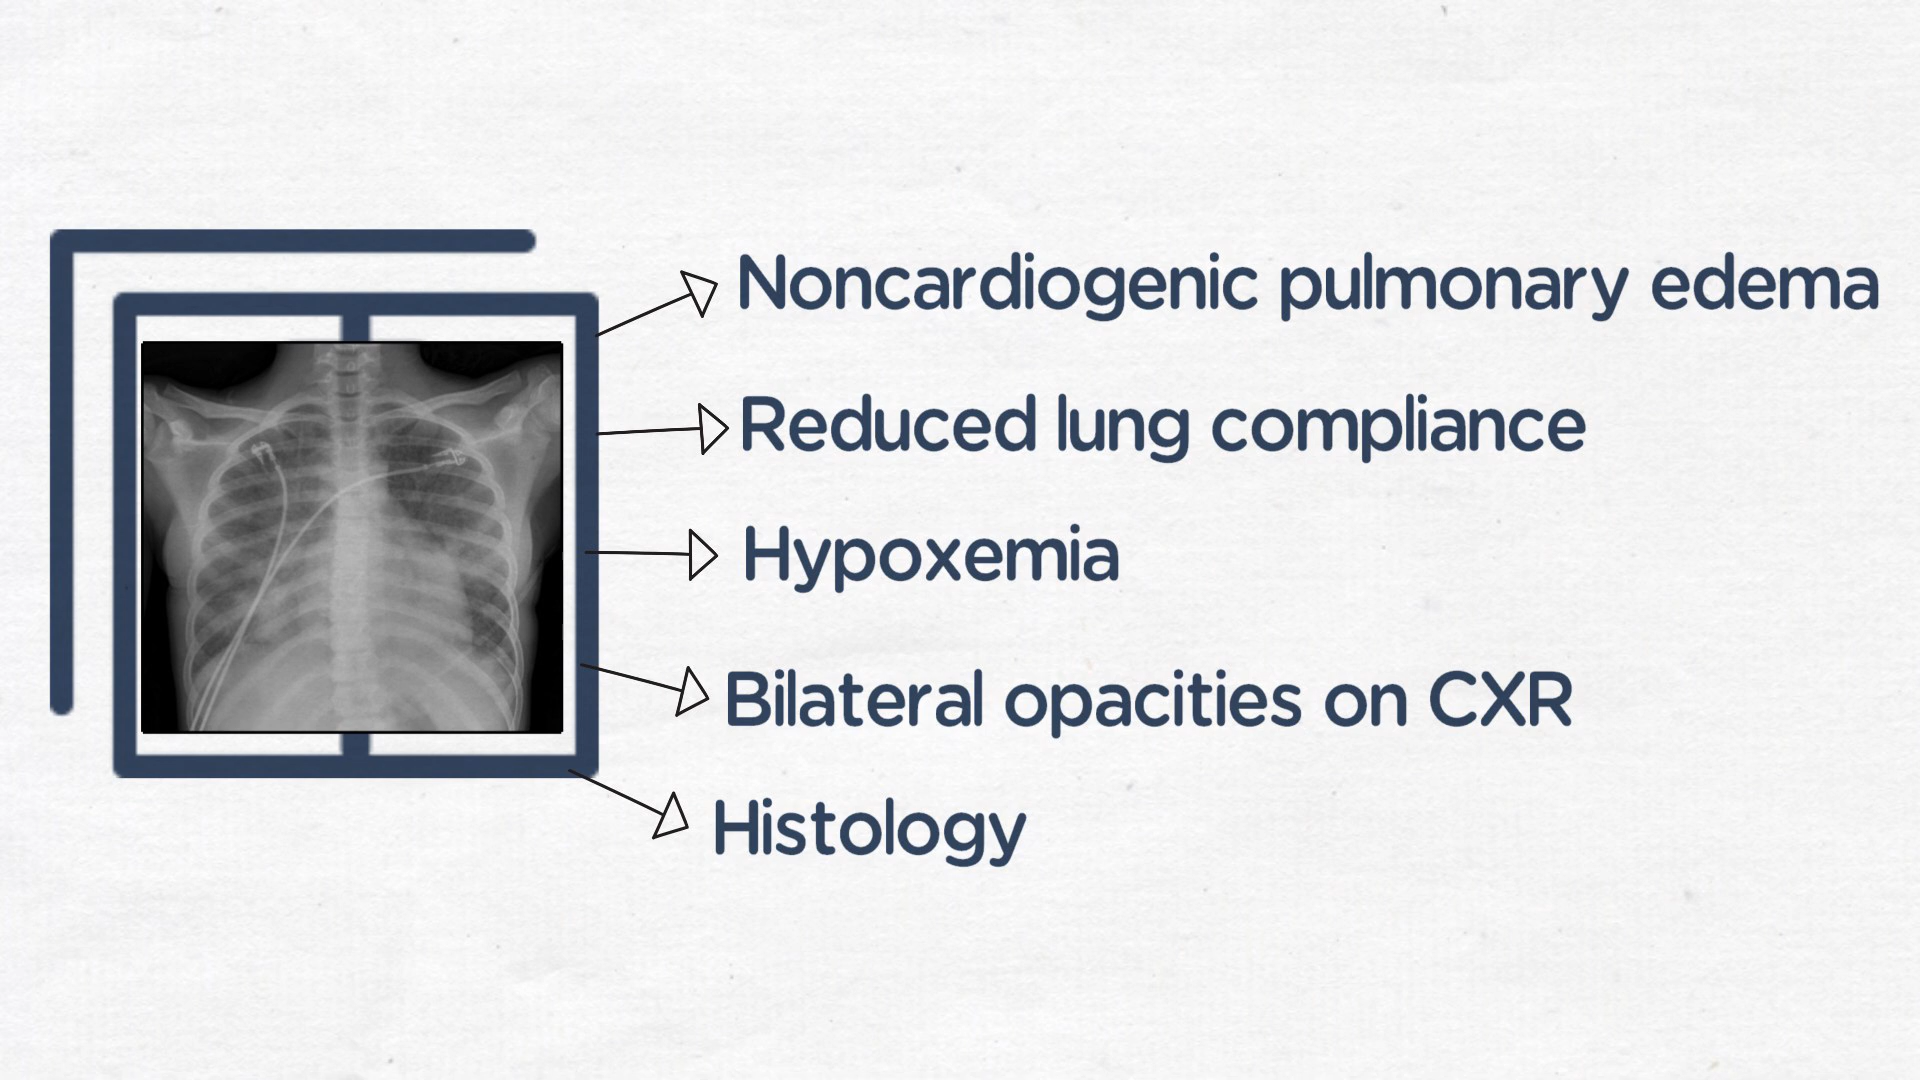 Noncardiogenic pulmonary edema
Reduced lung compliance
Hypoxemia
Bilateral opacities on CXR
Histology